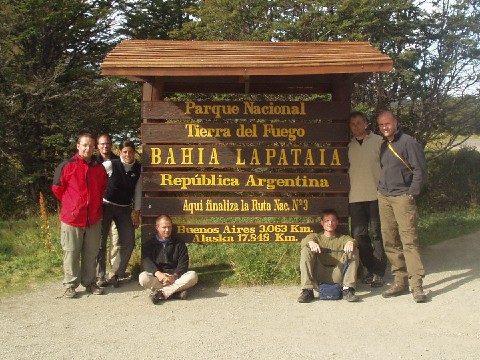 Parque Nacional
Tierra del Fuego
BAHIA LAPATAIA
República Argentina
Aquí finaliza la Ruta Nac. Nº3
Buenos Aires 3.063 Km.
Alaska 17.848 Km.